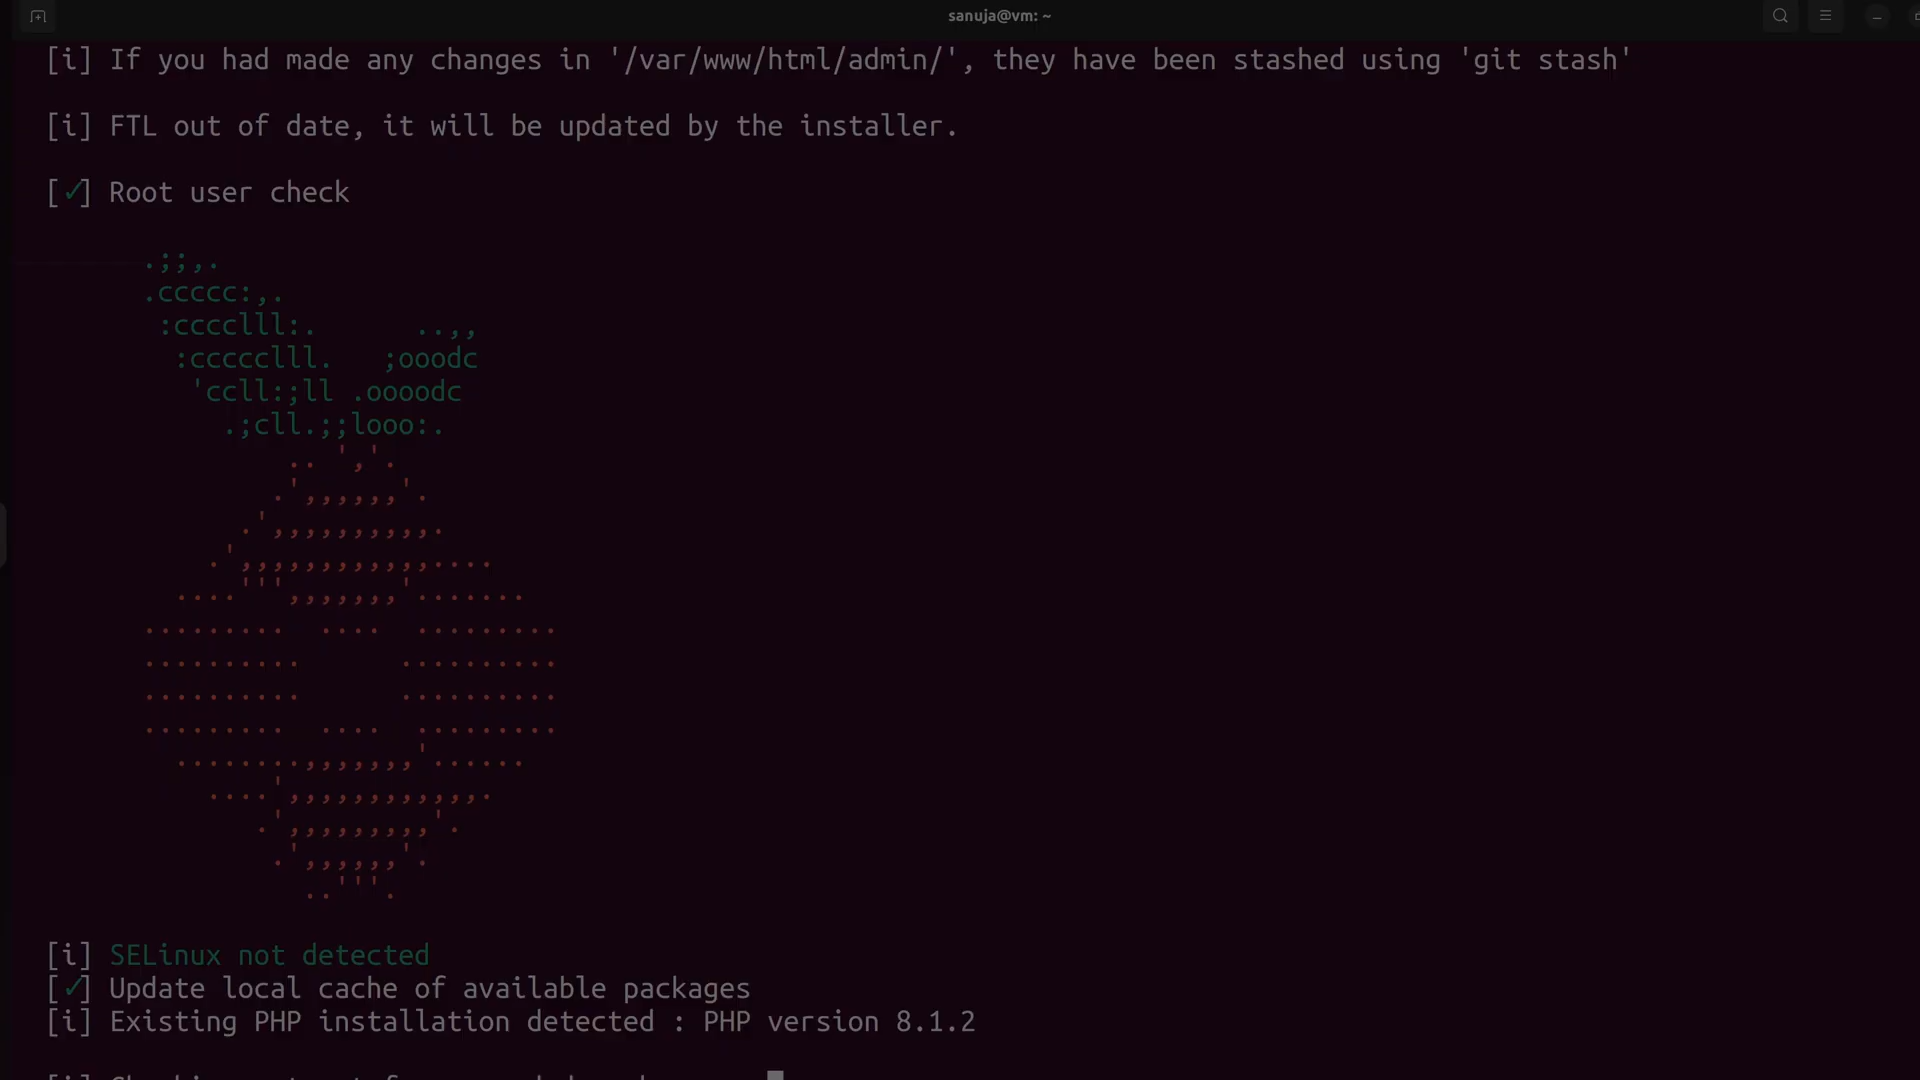 sanuja@vm: ~
[i] If you had made any changes in '/var/www/html/admin/', they have been stashed using 'git stash'
[i] FTL out of date, it will be updated by the installer.
[✓] Root user check
.;;,.
.ccccc:,.
:cccclll:.      ..,,
:ccccclll.   ;ooodc
'ccll:;ll .oooodc
.;cll.;;looo:.
.. ','.
.',,,,,,'.
.',,,,,,,,,,.
.',,,,,,,,,,,,....
....''',,,,,,,'.......
.........  ....  .........
..........      ..........
..........      ..........
.........  ....  .........
........,,,,,,,'......
....',,,,,,,,,,,,.
.',,,,,,,,,'.
.',,,,,,'.
..'''.
[i] SELinux not detected
[✓] Update local cache of available packages
[i] Existing PHP installation detected : PHP version 8.1.2